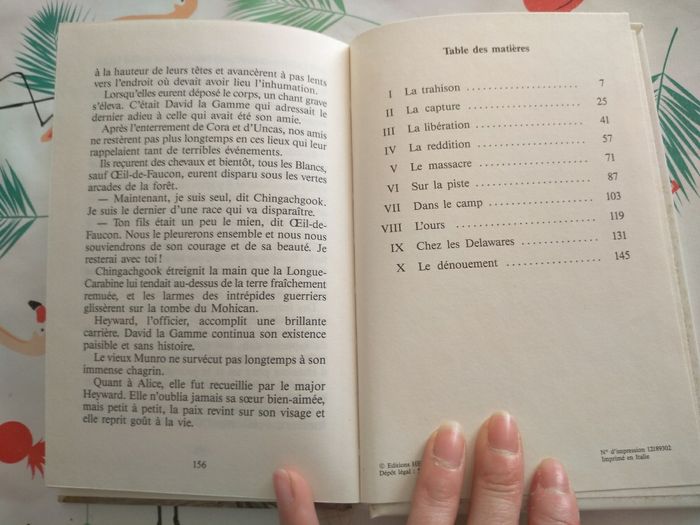 à la hauteur de leurs têtes et avancèrent à pas lents
vers l'endroit où devait avoir lieu l'inhumation.
Lorsqu'elles eurent déposé le corps, un chant grave
s'éleva. C'était David la Gamme qui adressait le
dernier adieu à celle qui avait été son amie.
Après l'enterrement de Cora et d'Uncas, nos amis
ne restèrent pas plus longtemps en ces lieux qui leur
rappelaient tant de terribles événements.
Ils reçurent des chevaux et bientôt, tous les Blancs,
sauf Œil-de-Faucon, eurent disparu sous les vertes
arcades de la forêt.
— Maintenant, je suis seul, dit Chingachgook.
Je suis le dernier d'une race qui va disparaître.
— Ton fils était un peu le mien, dit Œil-de-
Faucon. Nous le pleurerons ensemble et nous nous
souviendrons de son courage et de sa beauté. Je
resterai avec toi !
Chingachgook étreignit la main que la Longue-
Carabine lui tendait au-dessus de la terre fraîchement
remuée, et les larmes des intrépides guerriers
glissèrent sur la tombe du Mohican.
Heyward, l'officier, accomplit une brillante
carrière. David la Gamme continua son existence
paisible et sans histoire.
Le vieux Munro ne survécut pas longtemps à son
immense chagrin.
Quant à Alice, elle fut recueillie par le major
Heyward. Elle n'oublia jamais sa sœur bien-aimée,
mais petit à petit, la paix revint sur son visage et
elle reprit goût à la vie.
156
Table des matières
I La trahison 7
II La capture 25
III La libération 41
IV La reddition 57
V Le massacre 71
VI Sur la piste 87
VII Dans le camp 103
VIII L'ours 119
IX Chez les Delawares 131
X Le dénouement 145
© Editions
Dépôt légal :
N° d'impression 12189302
Imprimé en Italie